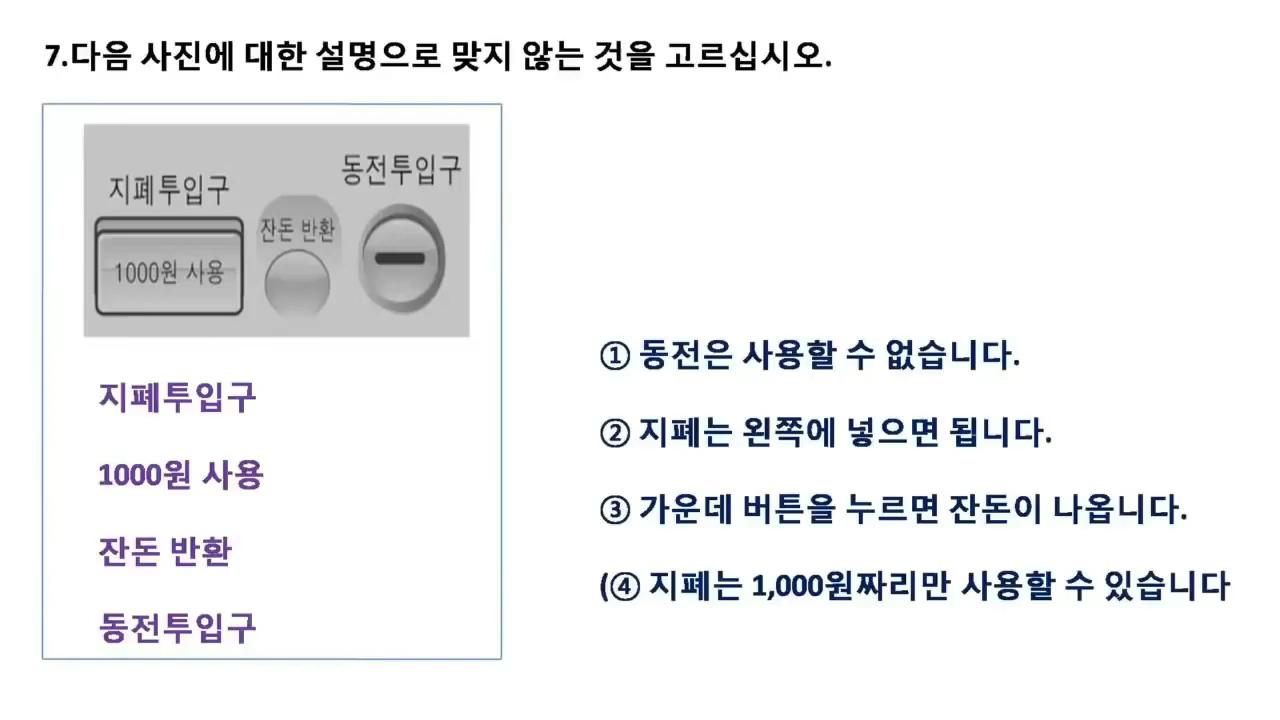 7.다음 사진에 대한 설명으로 맞지 않는 것을 고르십시오.
동전투입구
지폐투입구
잔돈 반환
1000원 사용
지폐투입구
1000원 사용
잔돈 반환
동전투입구
① 동전은 사용할 수 없습니다.
② 지폐는 왼쪽에 넣으면 됩니다.
③ 가운데 버튼을 누르면 잔돈이 나옵니다.
(④ 지폐는 1,000원짜리만 사용할 수 있습니다